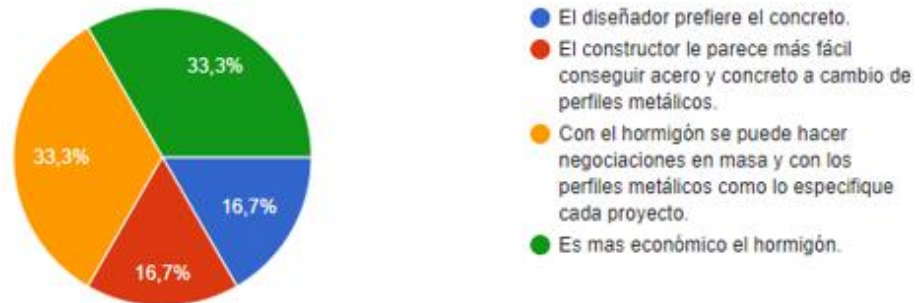 33,3%
33,3%
16,7%
16,7%
El diseñador prefiere el concreto.
El constructor le parece más fácil
conseguir acero y concreto a cambio de
perfiles metálicos.
Con el hormigón se puede hacer
negociaciones en masa y con los
perfiles metálicos como lo especifique
cada proyecto.
Es mas económico el hormigón.